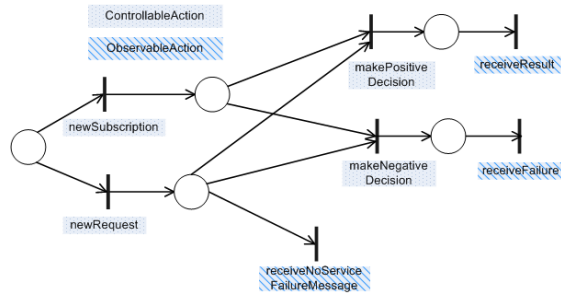 ControllableAction
ObservableAction
makePositive
Decision
receiveResult
newSubscription
makeNegative
Decision
receiveFailure
newRequest
receiveNoService
FailureMessage